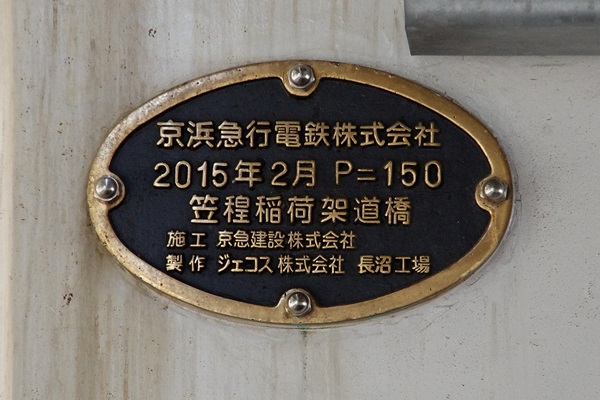 京浜急行電鉄株式会社
2015年2月 P=150
笠䅣稲荷架道橋
施工 京急建設株式会社
製作 ジェコス株式会社 長沼工場